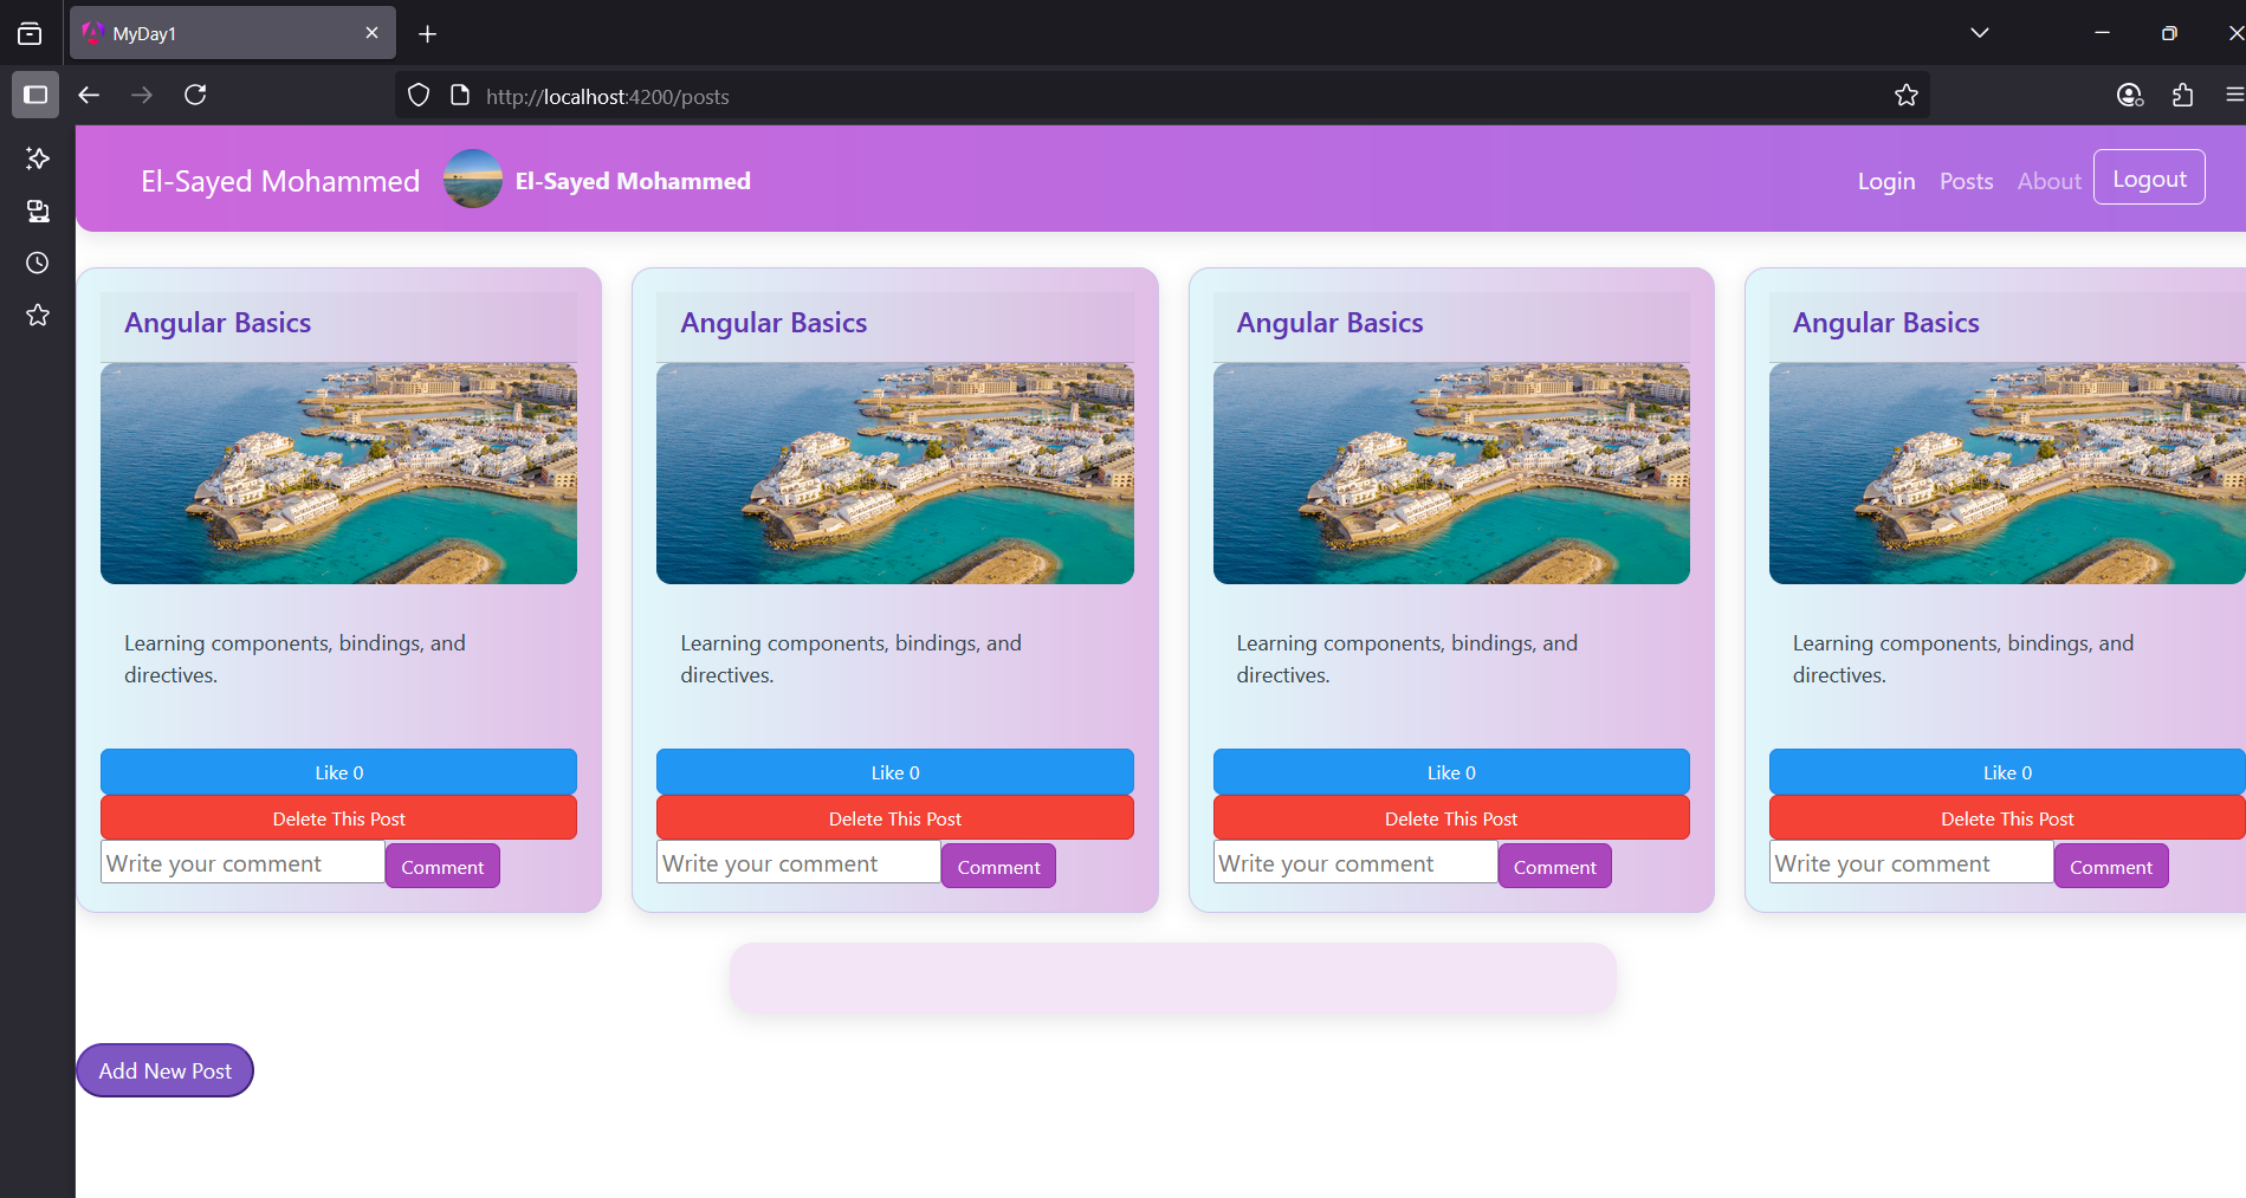 MyDay1
http://localhost:4200/posts
El-Sayed Mohammed El-Sayed Mohammed Login Posts About Logout
Angular Basics Angular Basics Angular Basics Angular Basics
Learning components, bindings, and Learning components, bindings, and Learning components, bindings, and Learning components, bindings, and
directives. directives. directives. directives.
Like 0 Like 0 Like 0 Like 0
Delete This Post Delete This Post Delete This Post Delete This Post
Write your comment Comment Write your comment Comment Write your comment Comment Write your comment Comment
Add New Post